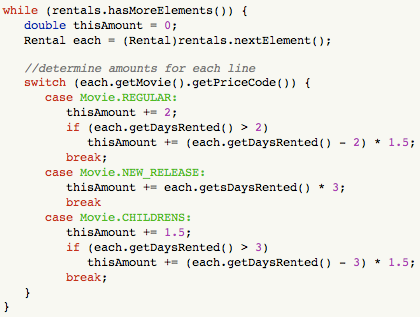 while (rentals.hasMoreElements()) {
double thisAmount = 0;
Rental each = (Rental)rentals.nextElement();
//determine amounts for each line
switch (each.getMovie().getPriceCode()) {
case Movie.REGULAR:
thisAmount += 2;
if (each.getDaysRented() > 2)
thisAmount += (each.getDaysRented() - 2) * 1.5;
break;
case Movie.NEW_RELEASE:
thisAmount += each.getsDaysRented() * 3;
break
case Movie.CHILDRENS:
thisAmount += 1.5;
if (each.getDaysRented() > 3)
thisAmount += (each.getDaysRented() - 3) * 1.5;
break;
}
}